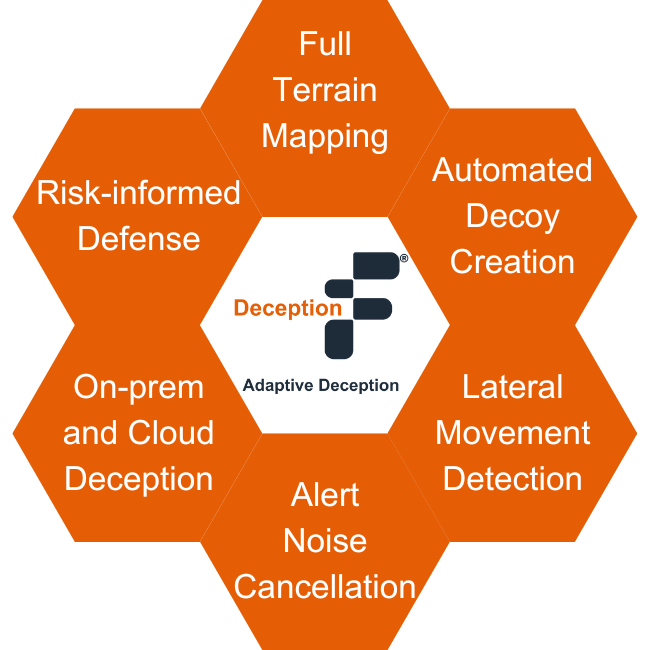 Full
Terrain
Mapping
Automated
Decoy
Creation
Lateral
Movement
Detection
Alert
Noise
Cancellation
On-prem
and Cloud
Deception
Risk-informed
Defense
Deception
®
Adaptive Deception